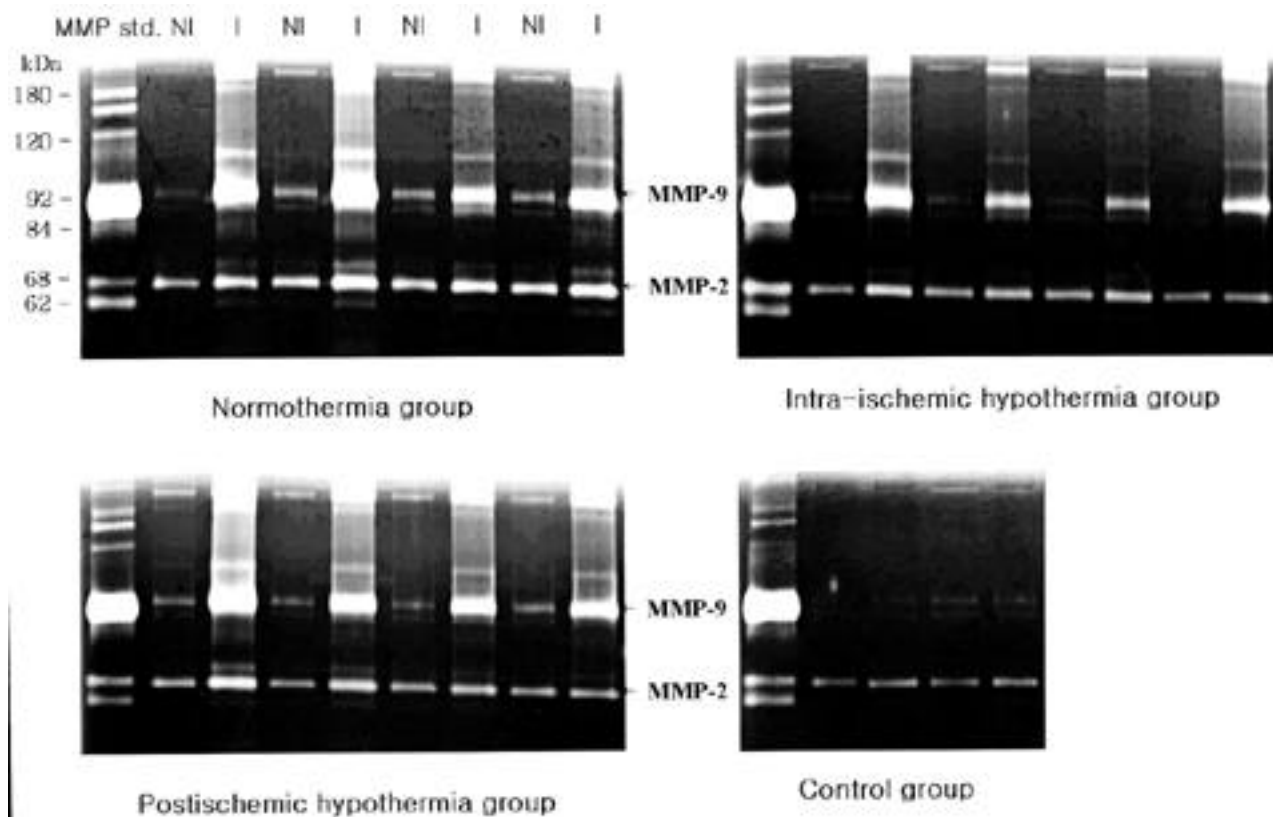 MMP std. NI I NI I NI I NI I
kDa
180 -
120 -
92 -
84 -
68 -
62 -
MMP-9
MMP-2
Normothermia group
Intra-ischemic hypothermia group
MMP-9
MMP-2
Postischemic hypothermia group
Control group